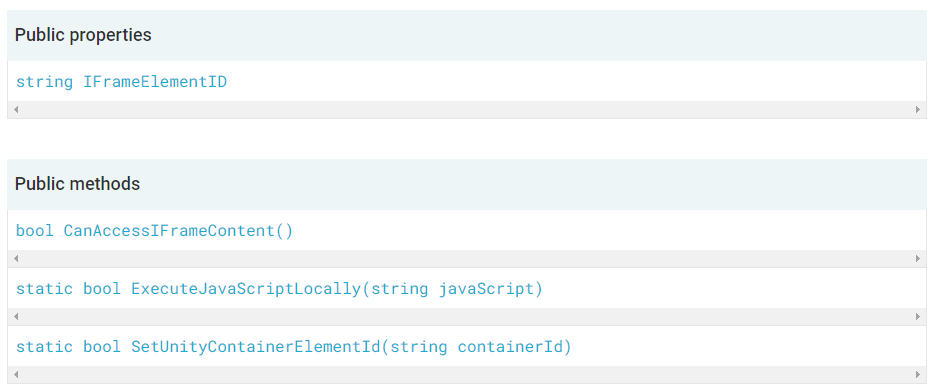 Public properties
string IFrameElementID
Public methods
bool CanAccessIFrameContent()
static bool ExecuteJavaScriptLocally(string javaScript)
static bool SetUnityContainerElementId(string containerId)